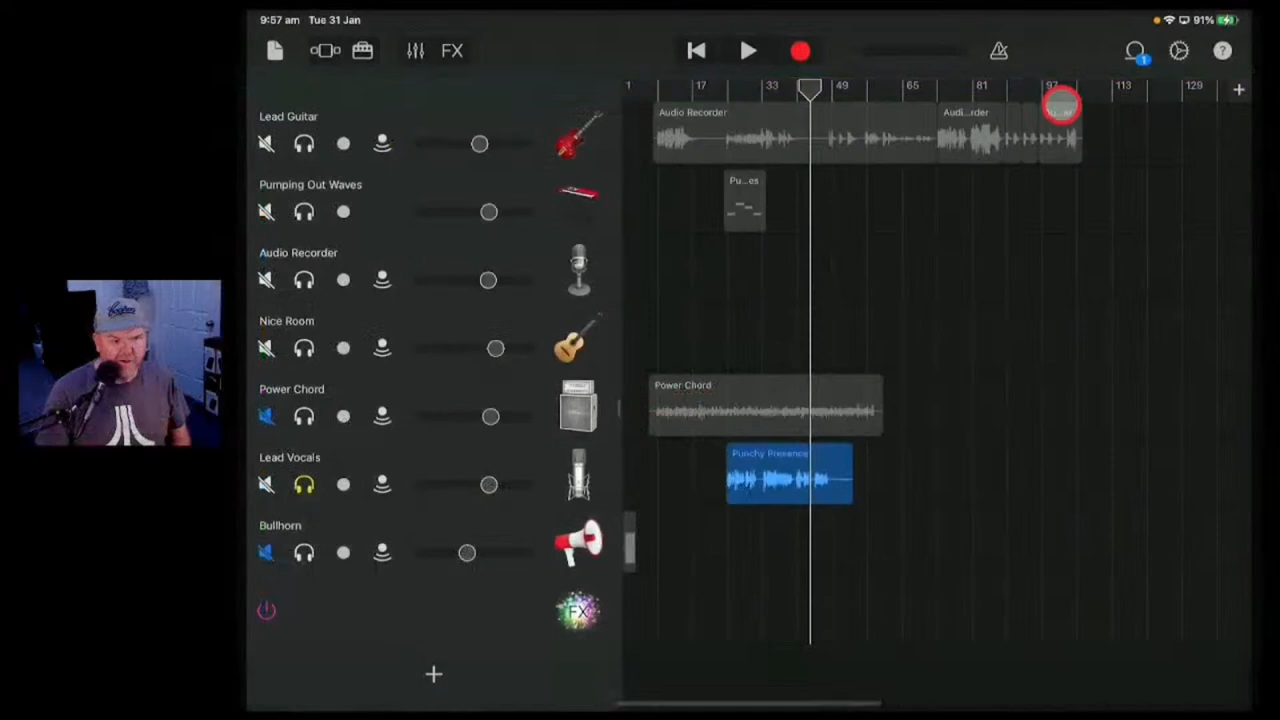 9:57 am Tue 31 Jan
91%
FX
1
?
1 17 33 49 65 97 113 129
+
Lead Guitar
Audio Recorder
Audi...rder
Pumping Out Waves
Pu...es
Audio Recorder
Nice Room
Power Chord
Power Chord
Lead Vocals
Punchy Presence
Bullhorn
FX
+